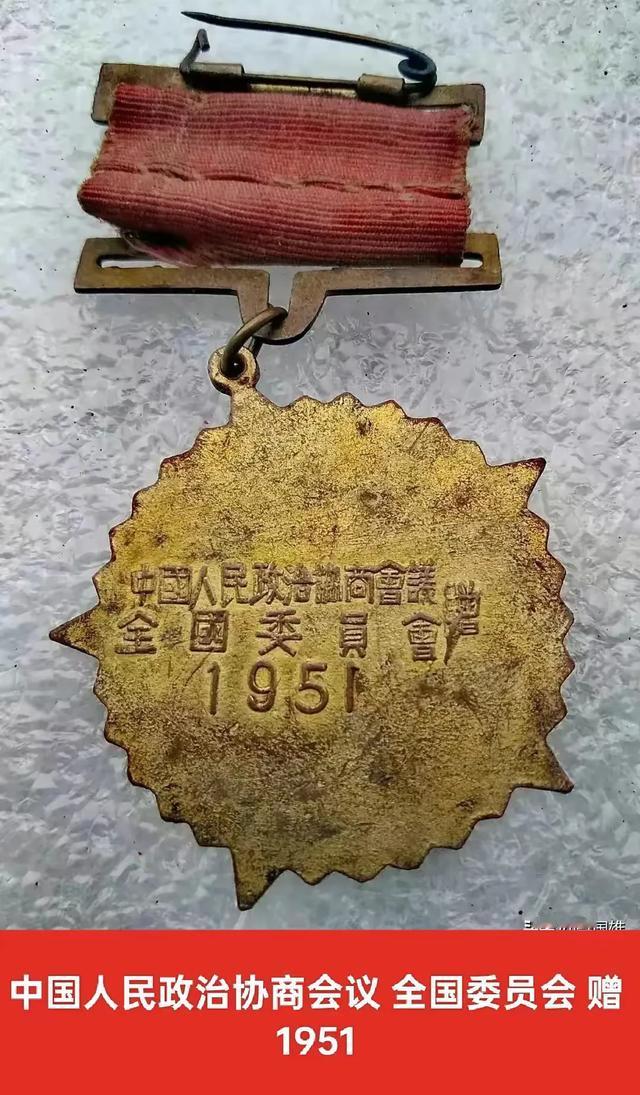 中國人民政治協商會議
全國委員會 贈
1951
中国人民政治协商会议 全国委员会 赠
1951